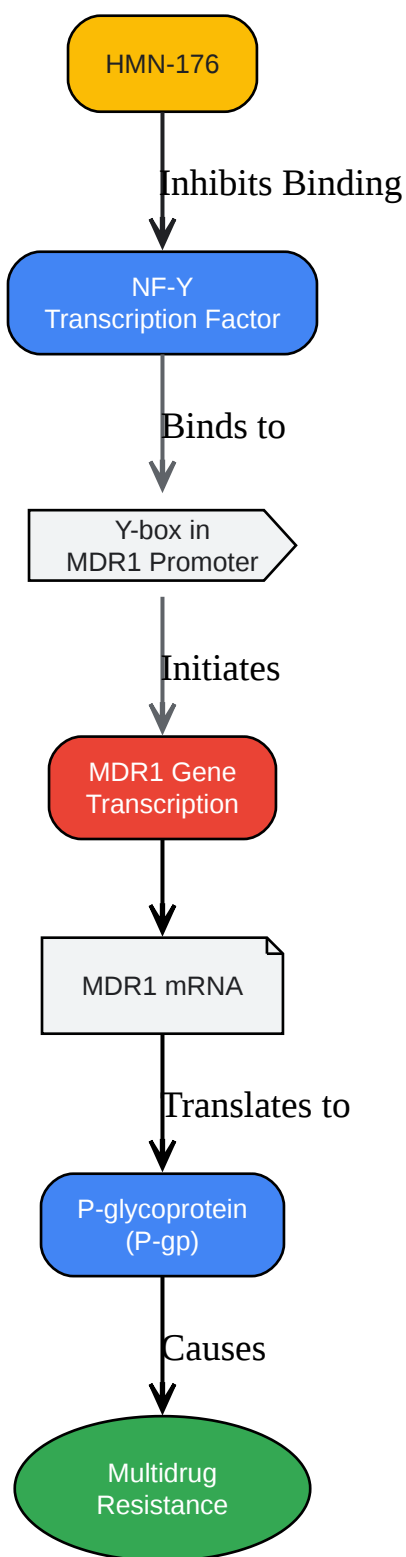 HMN-176
Inhibits Binding
NF-Y
Transcription Factor
Binds to
Y-box in
MDR1 Promoter
Initiates
MDR1 Gene
Transcription
MDR1 mRNA
Translates to
P-glycoprotein
(P-gp)
Causes
Multidrug
Resistance